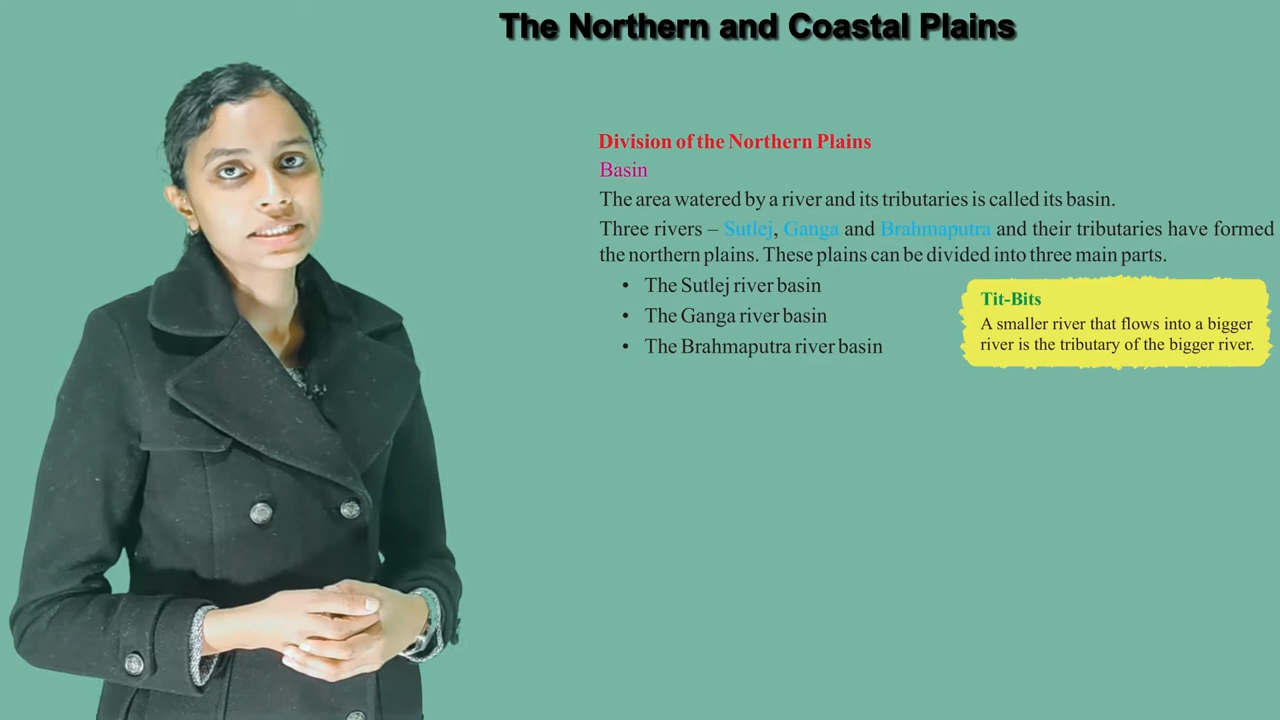 The Northern and Coastal Plains
Division of the Northern Plains
Basin
The area watered by a river and its tributaries is called its basin.
Three rivers – Sutlej, Ganga and Brahmaputra and their tributaries have formed
the northern plains. These plains can be divided into three main parts.
• The Sutlej river basin
• The Ganga river basin
• The Brahmaputra river basin
Tit-Bits
A smaller river that flows into a bigger
river is the tributary of the bigger river.